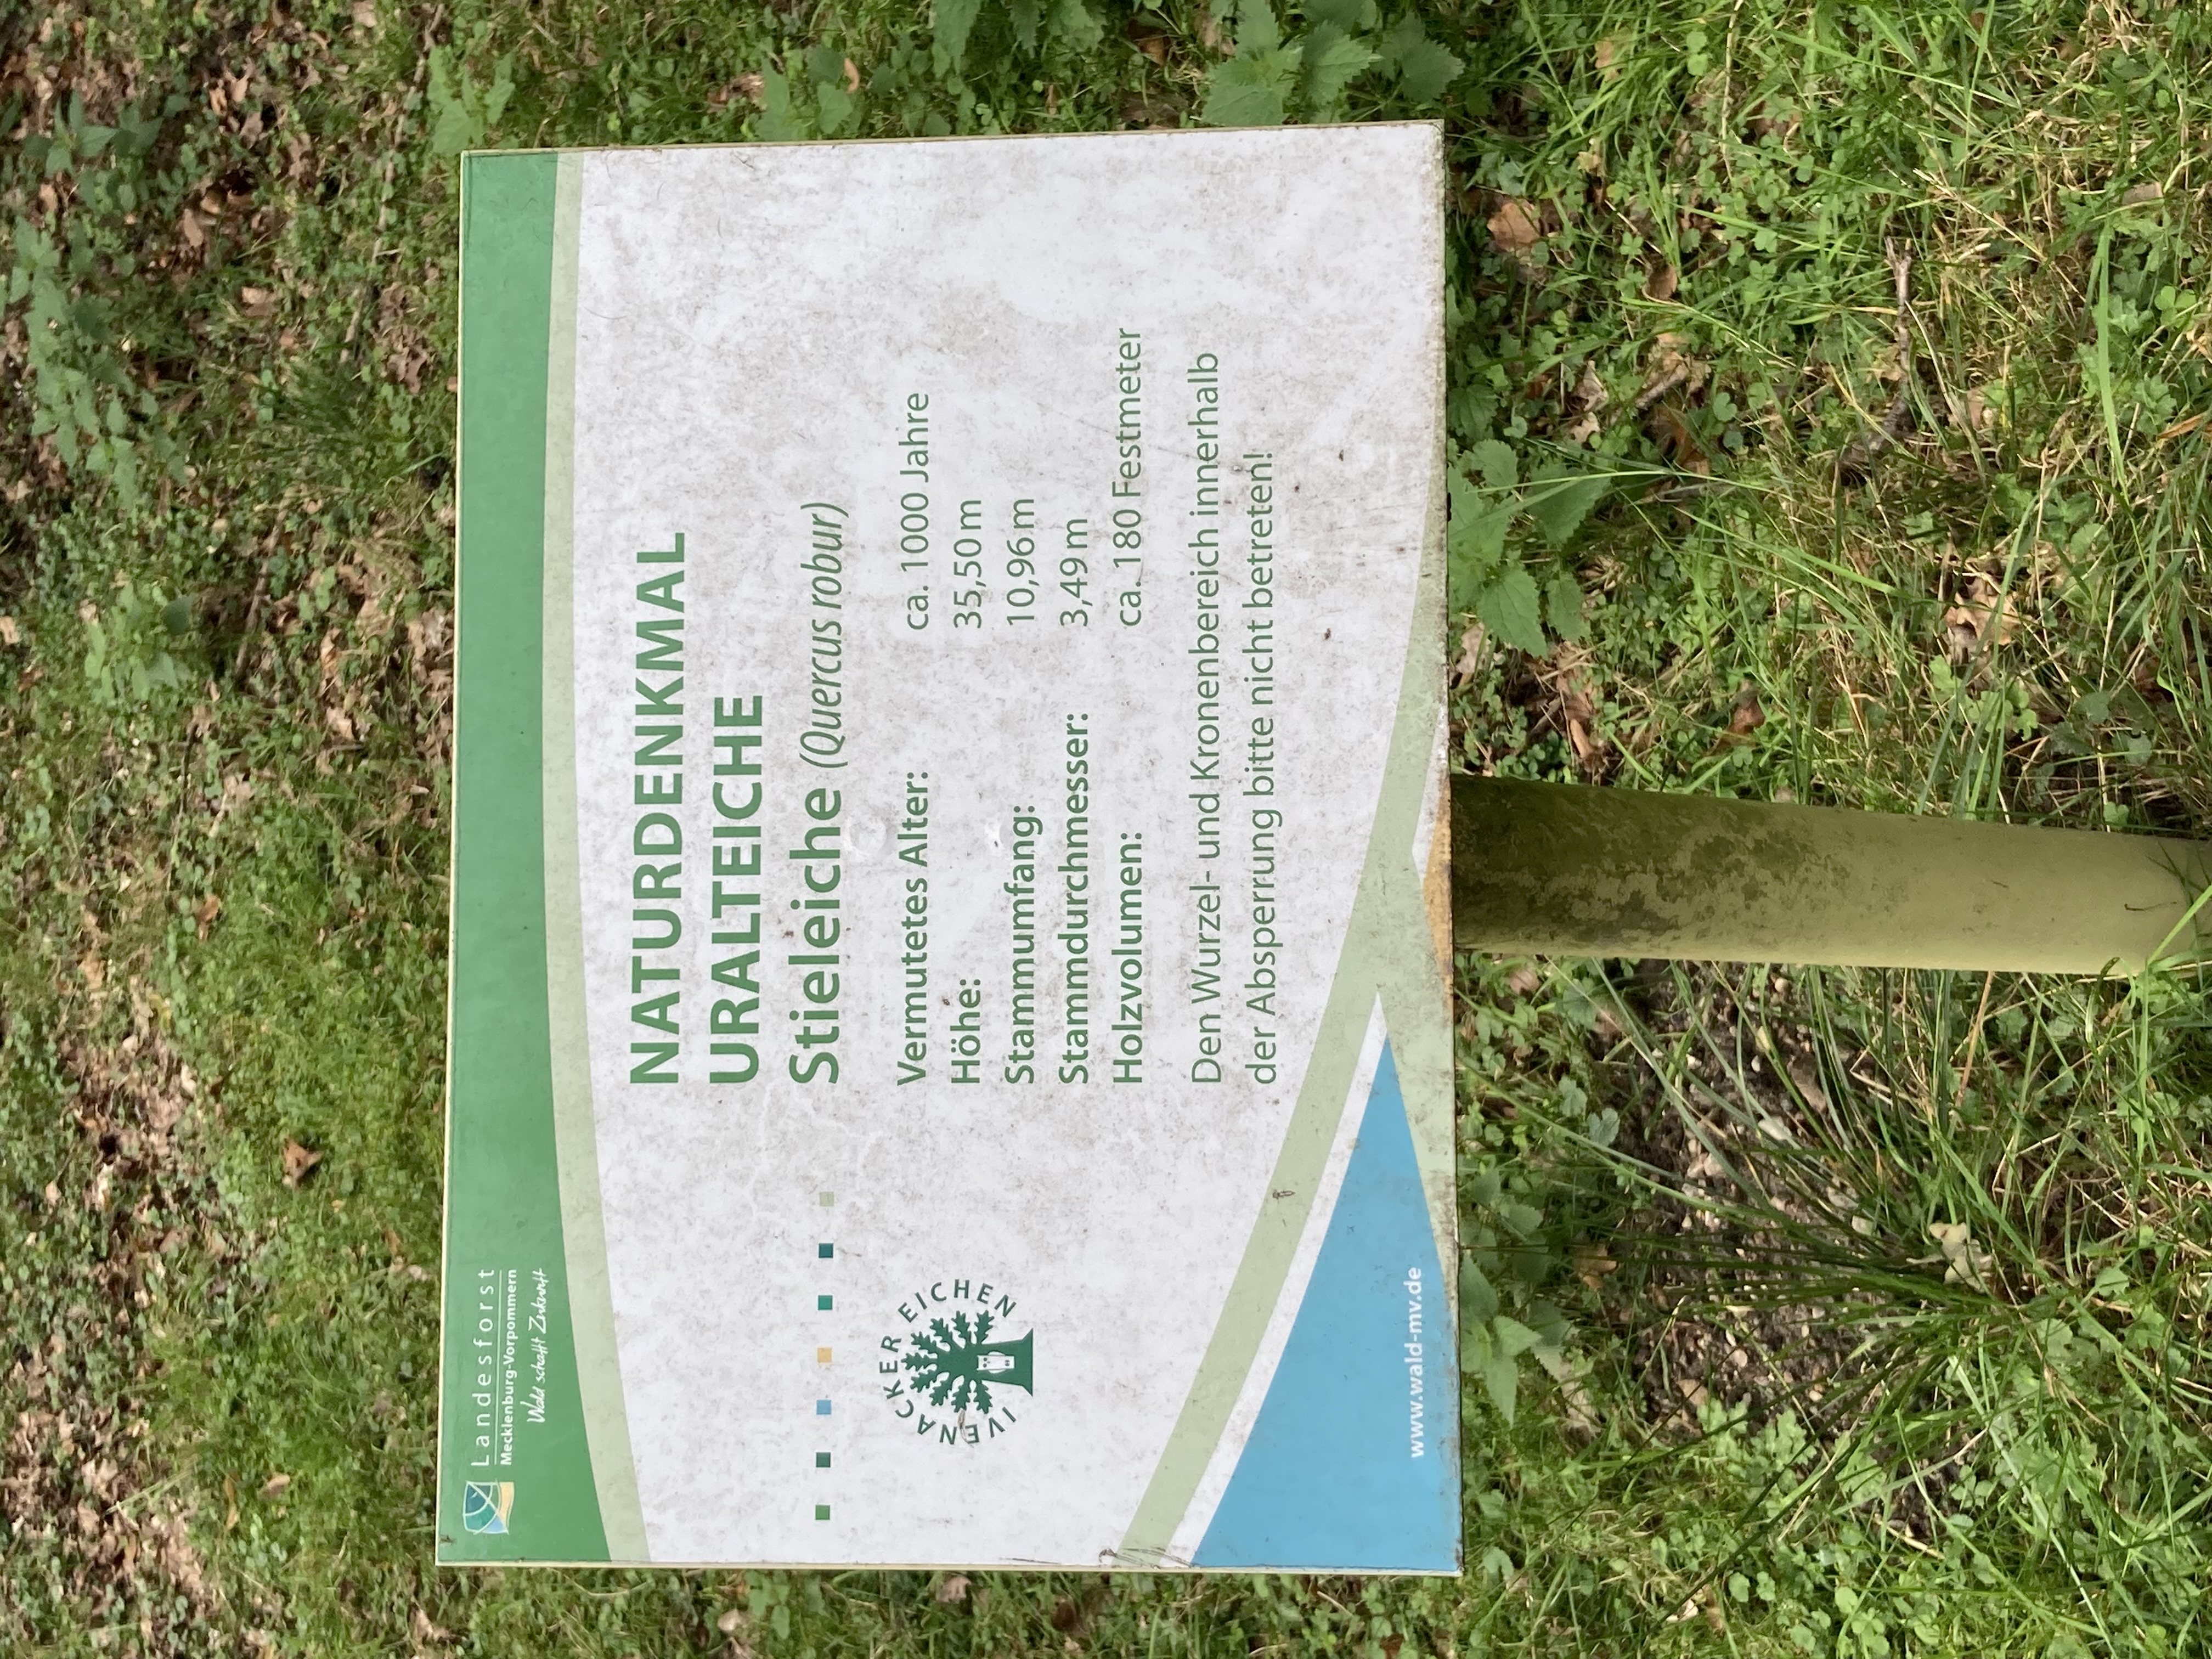 Landesforst
Mecklenburg-Vorpommern
Wald schafft Zukunft
NATURDENKMAL
URALTEICHE
Stieleiche (Quercus robur)
IVENACKER EICHEN
Vermutetes Alter: ca. 1000 Jahre
Höhe: 35,50 m
Stammumfang: 10,96 m
Stammdurchmesser: 3,49 m
Holzvolumen: ca. 180 Festmeter
Den Wurzel- und Kronenbereich innerhalb
der Absperrung bitte nicht betreten!
www.wald-mv.de